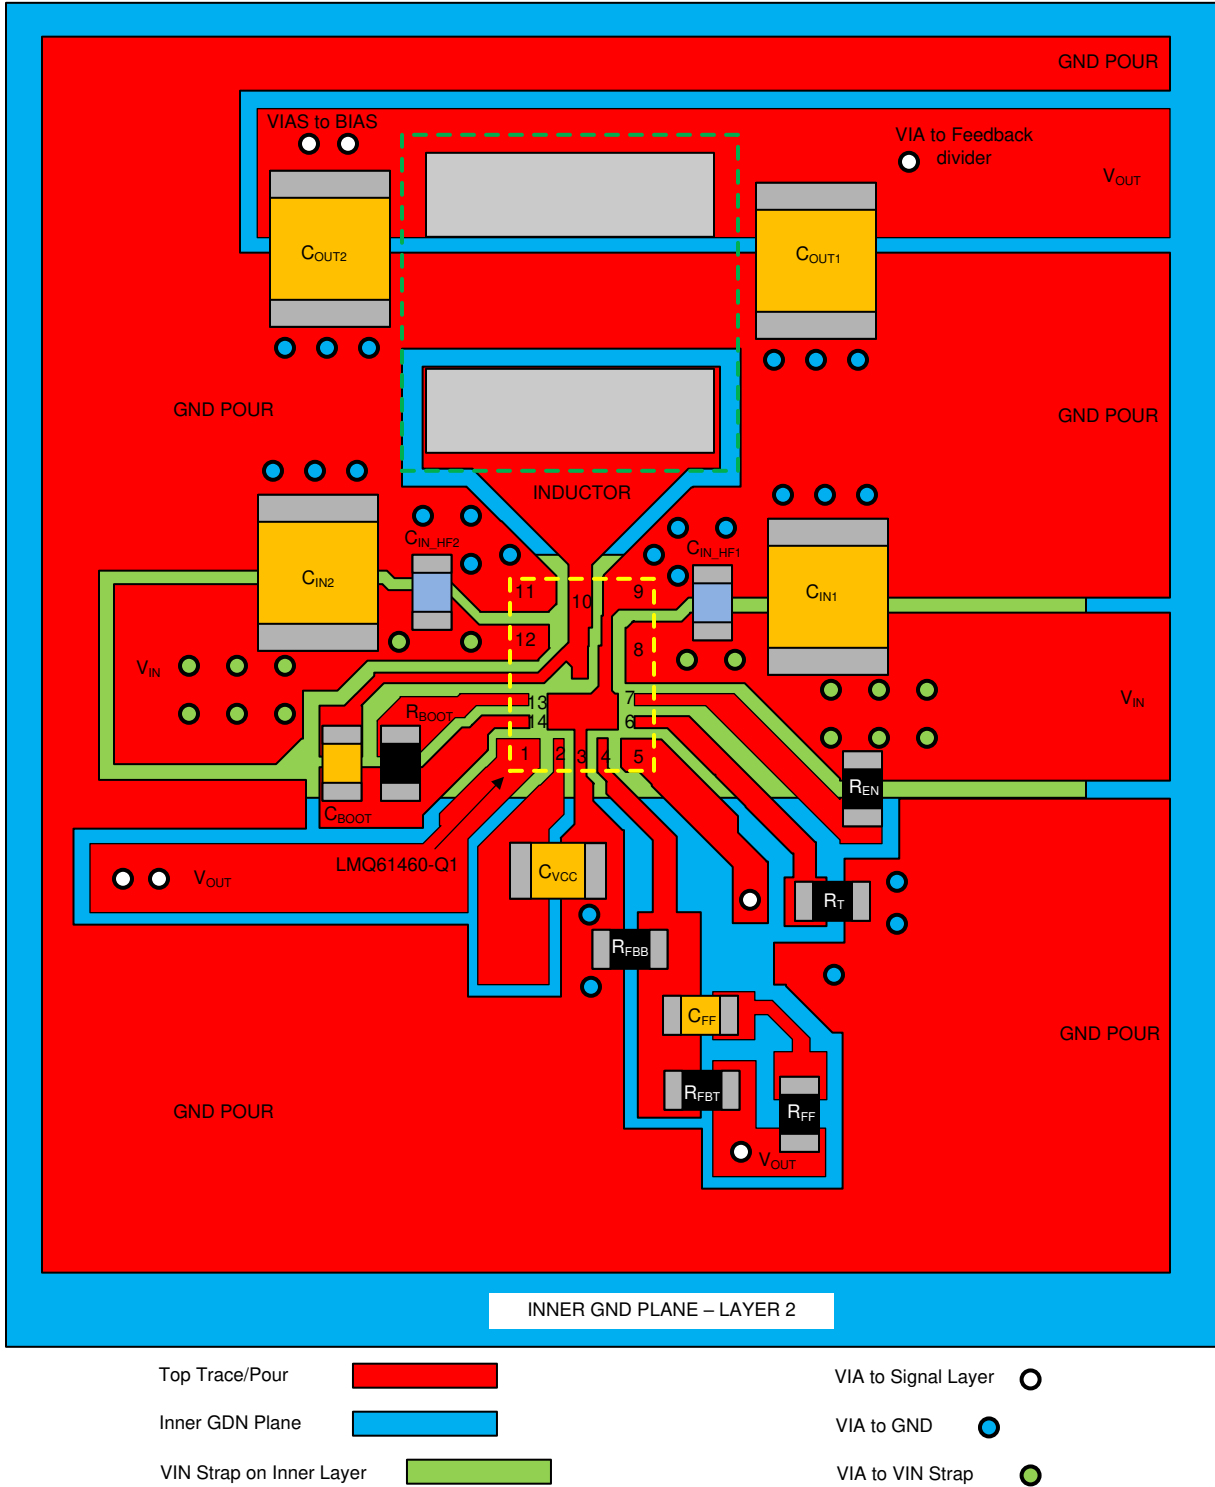 GND POUR
VIAS to BIAS
VIA to Feedback
divider
VOUT
COUT2
COUT1
GND POUR
GND POUR
INDUCTOR
CIN_HF2
CIN_HF1
CIN2
CIN1
11
10
9
12
8
VIN
VIN
13
7
RBOOT
14
6
1
2
3
4
5
REN
CBOOT
LMQ61460-Q1
VOUT
CVCC
RT
RFBB
CFF
GND POUR
RFBT
RFF
GND POUR
VOUT
INNER GND PLANE – LAYER 2
Top Trace/Pour
VIA to Signal Layer
Inner GDN Plane
VIA to GND
VIN Strap on Inner Layer
VIA to VIN Strap